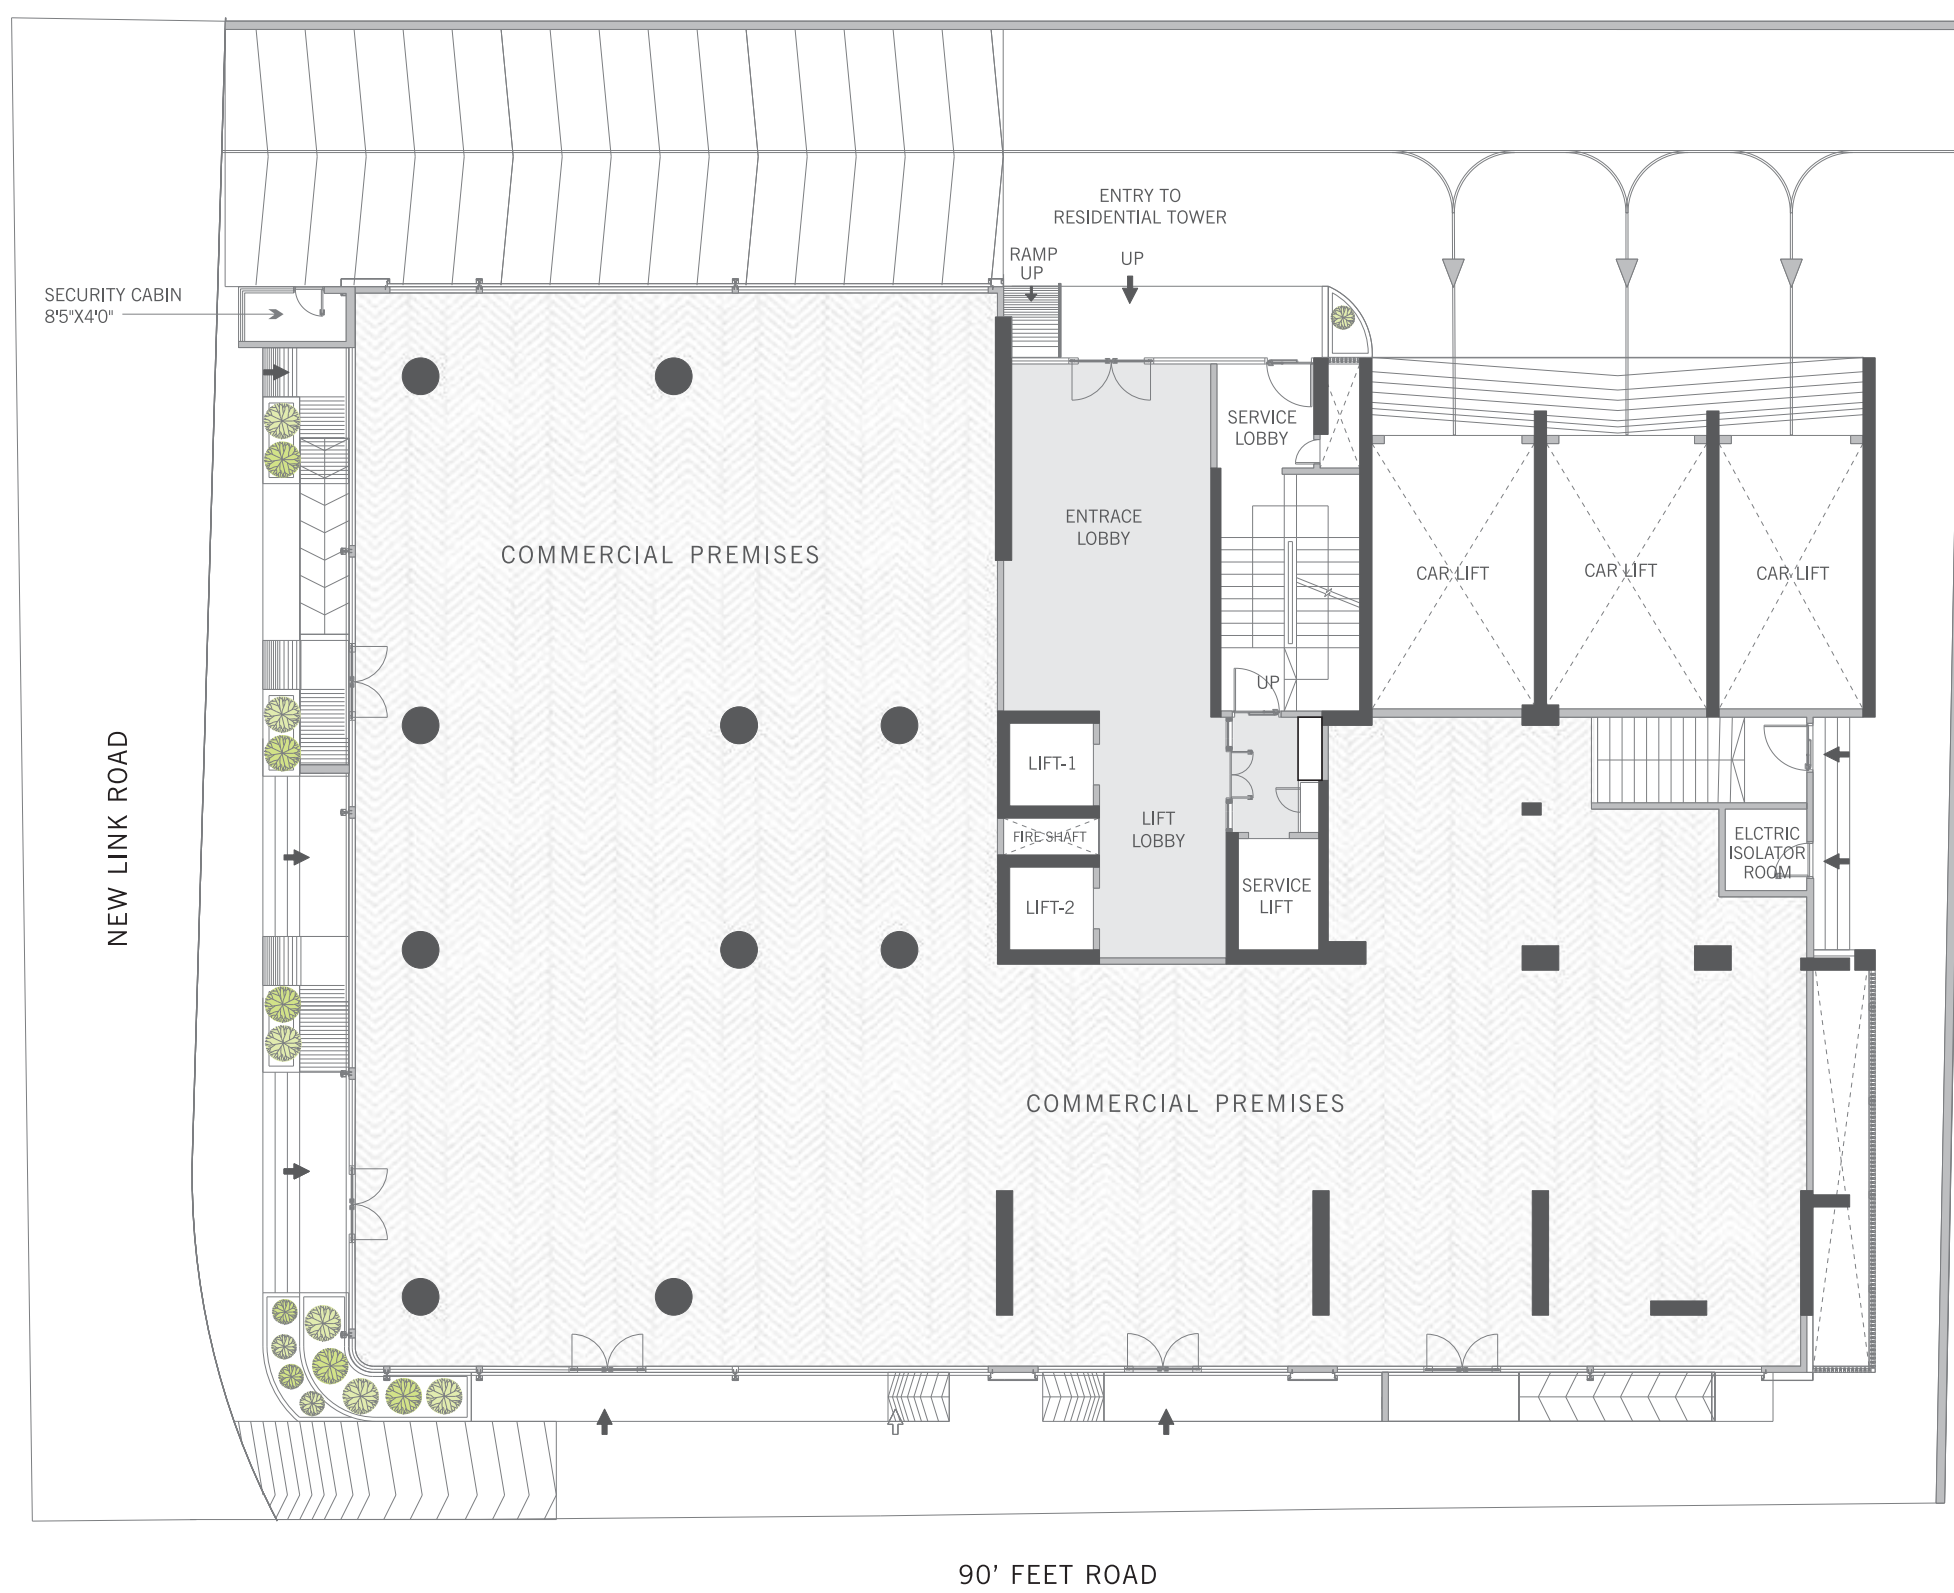 ENTRY TO
RESIDENTIAL TOWER
RAMP
UP
UP
SECURITY CABIN
8'5"X4'0"
SERVICE
LOBBY
ENTRACE
LOBBY
COMMERCIAL PREMISES
CAR LIFT
CAR LIFT
CAR LIFT
UP
NEW LINK ROAD
LIFT-1
FIRE SHAFT
LIFT
LOBBY
LIFT-2
SERVICE
LIFT
ELCTRIC
ISOLATOR
ROOM
COMMERCIAL PREMISES
90' FEET ROAD